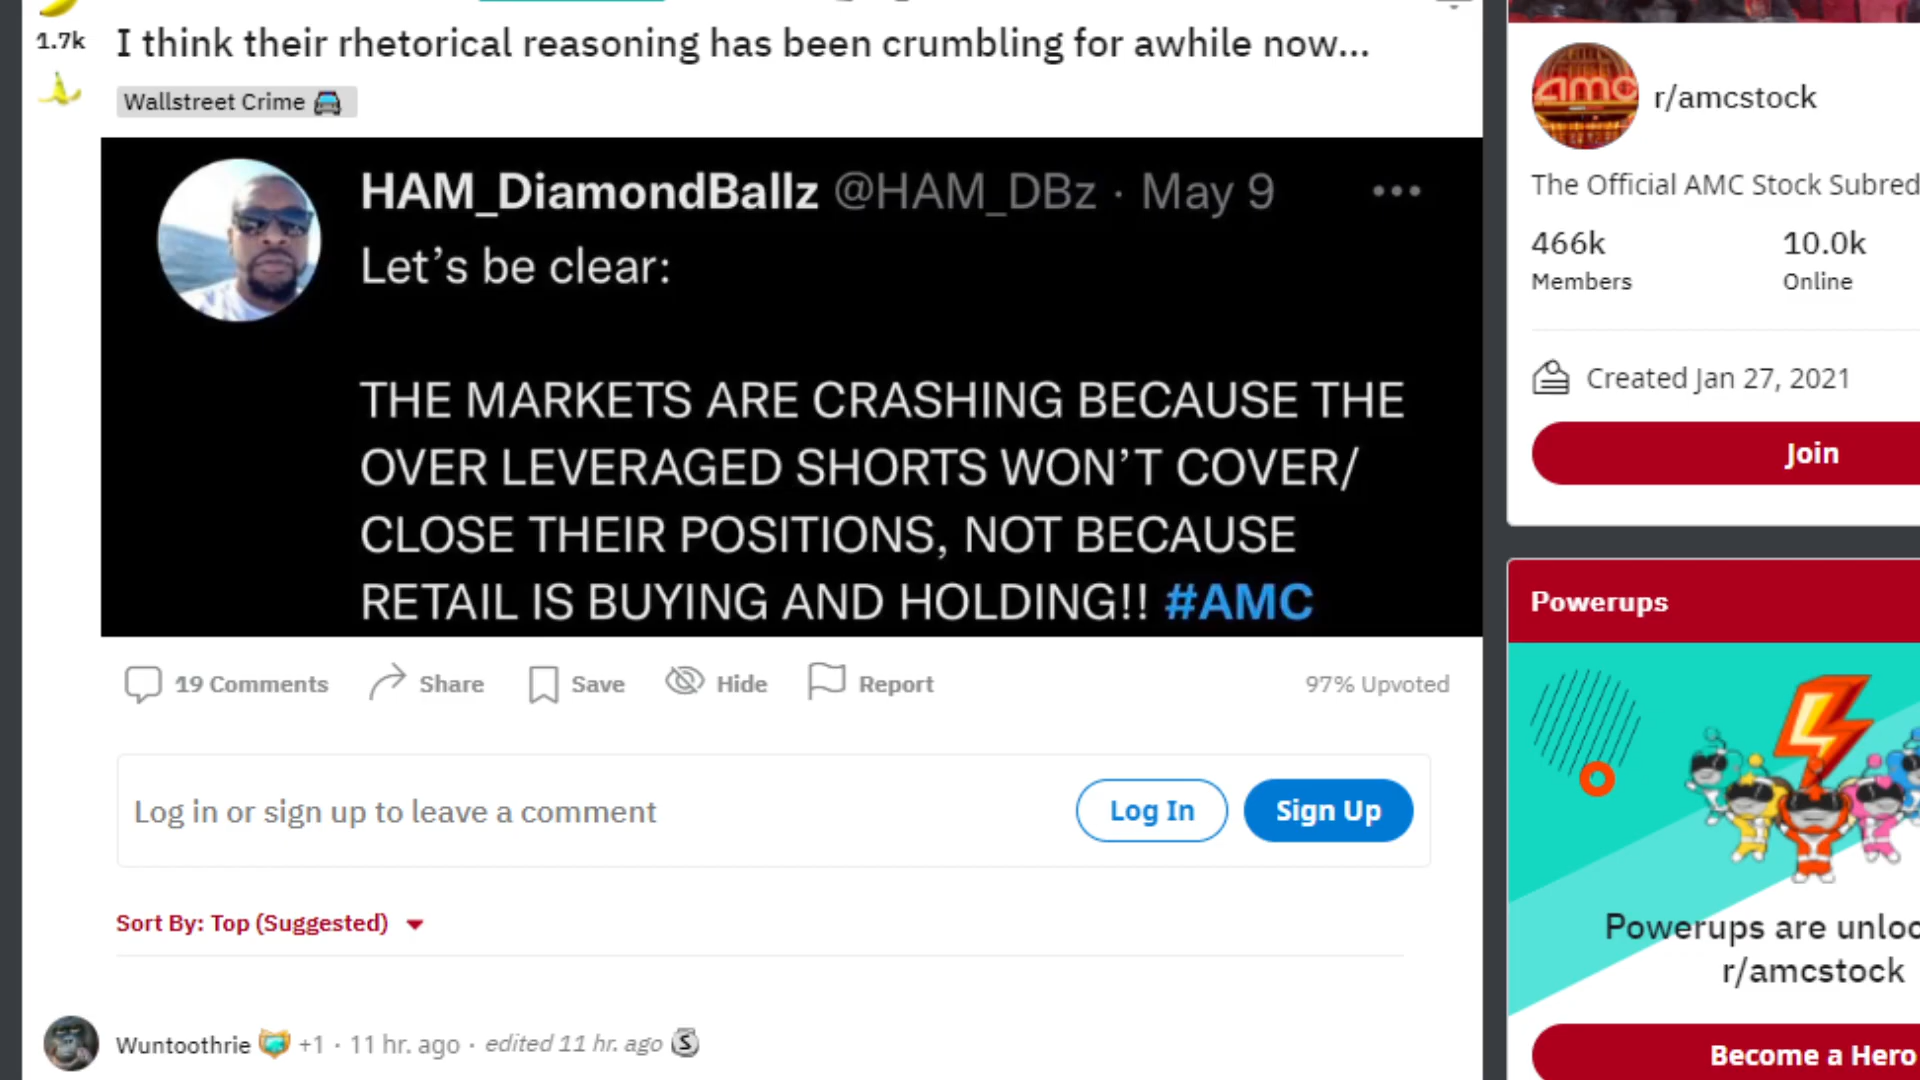 1.7k
I think their rhetorical reasoning has been crumbling for awhile now...
Wallstreet Crime
HAM_DiamondBallz @HAM_DBz · May 9
Let's be clear:
THE MARKETS ARE CRASHING BECAUSE THE
OVER LEVERAGED SHORTS WON'T COVER/
CLOSE THEIR POSITIONS, NOT BECAUSE
RETAIL IS BUYING AND HOLDING!! #AMC
19 Comments Share Save Hide Report 97% Upvoted
Log in or sign up to leave a comment Log In Sign Up
Sort By: Top (Suggested)
Wuntoothrie +1 · 11 hr. ago · edited 11 hr. ago
amc r/amcstock
The Official AMC Stock Subred
466k 10.0k
Members Online
Created Jan 27, 2021
Join
Powerups
Powerups are unloc
r/amcstock
Become a Hero